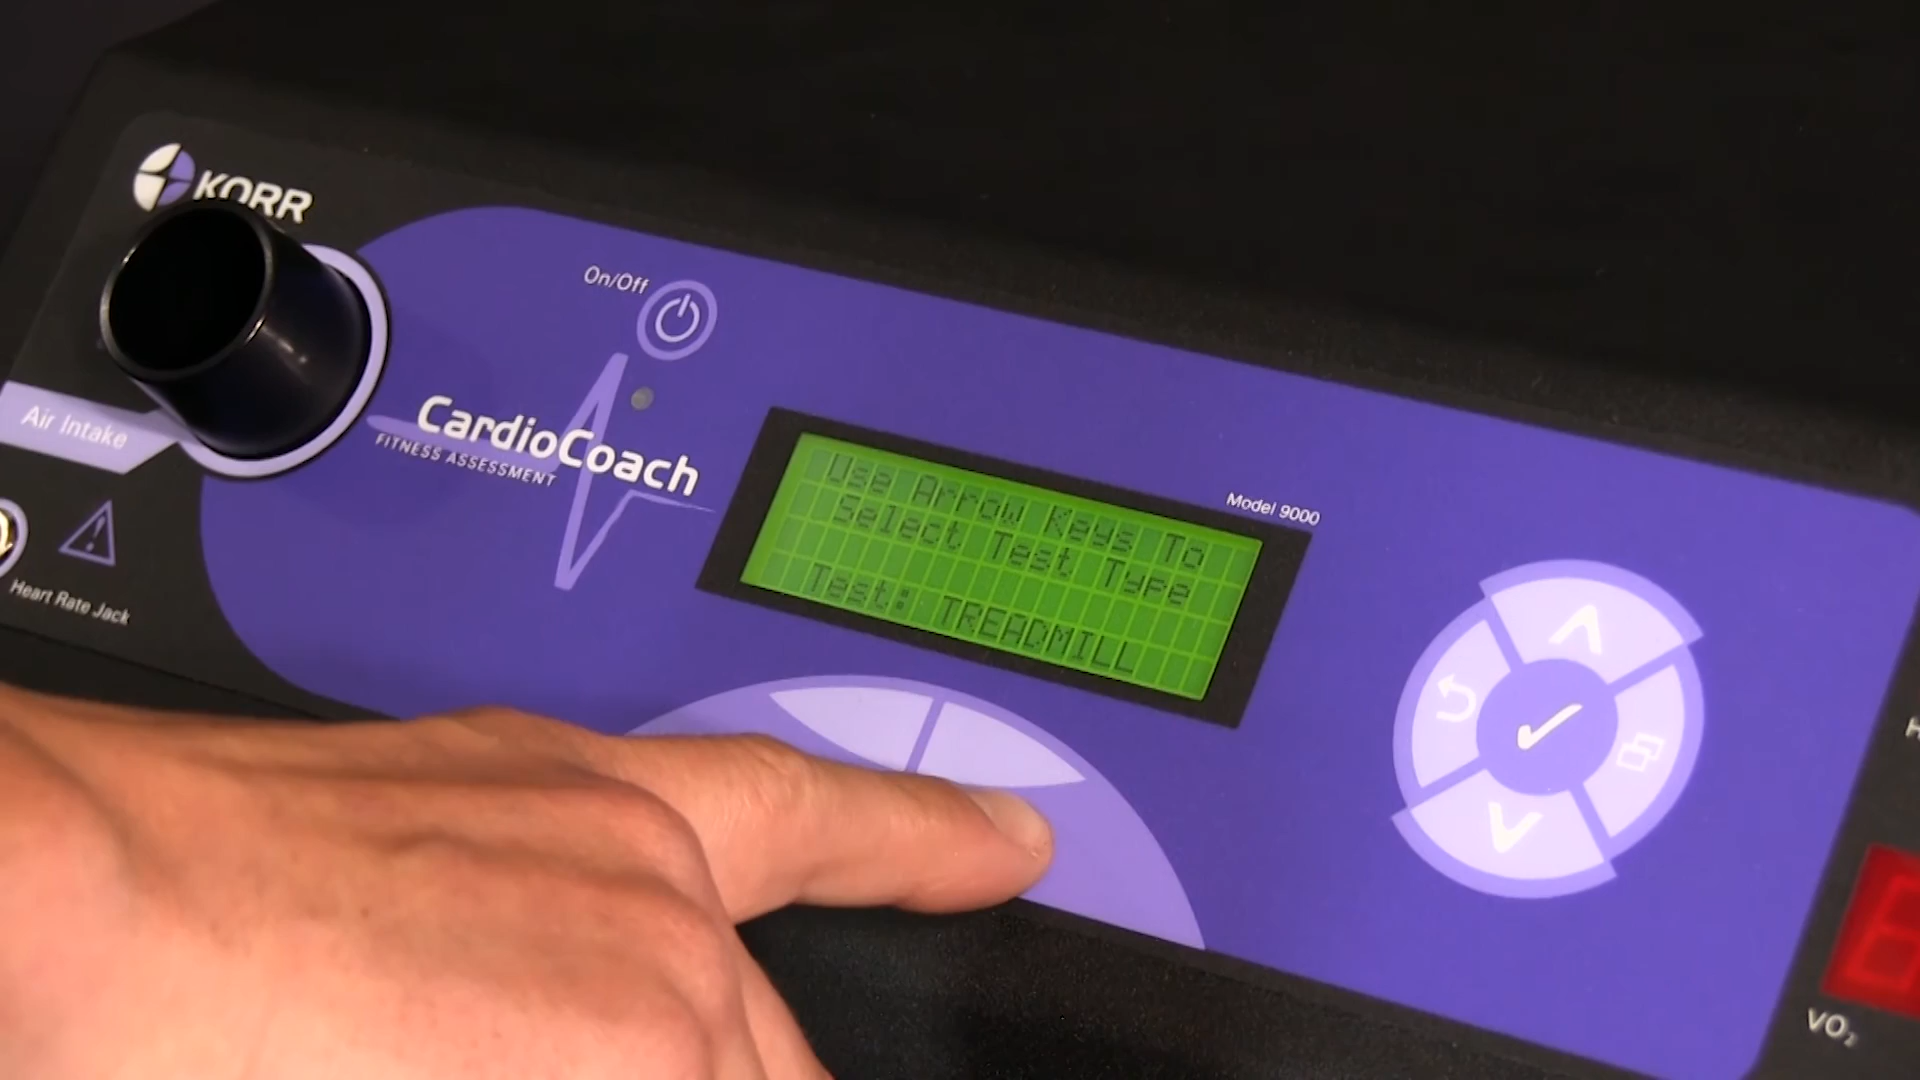 KORR
On/Off
CardioCoach
FITNESS ASSESSMENT
Air Intake
Heart Rate Jack
Model 9000
Use Arrow Keys To
Select Test Type
Test: TREADMILL
VO₂